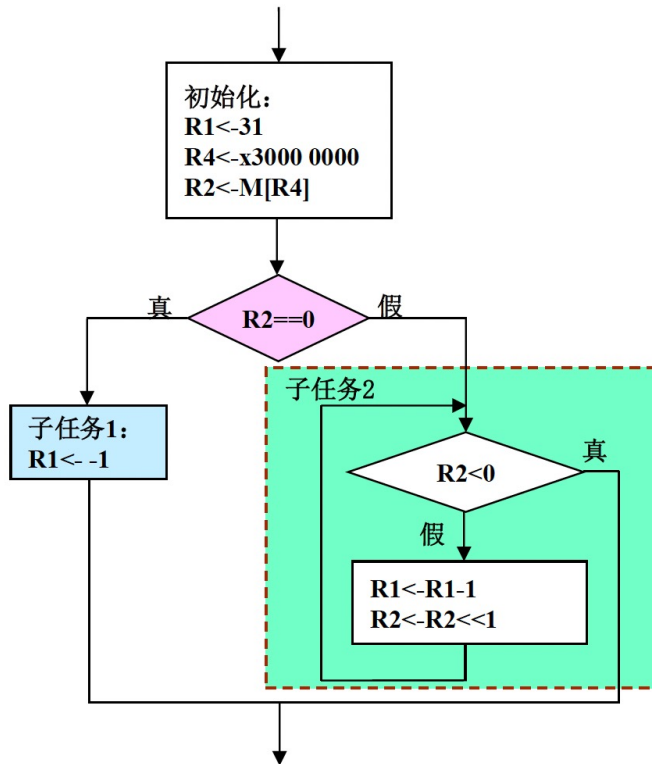 初始化：
R1<-31
R4<-x3000 0000
R2<-M[R4]
真
R2==0
假
子任务1：
R1<- -1
子任务2
R2<0
真
假
R1<-R1-1
R2<-R2<<1